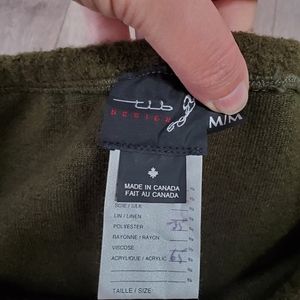 DESIGN
M/M
MADE IN CANADA
FAIT AU CANADA
SOIE / SILK %
LIN / LINEN %
POLYESTER %
RAYONNE / RAYON %
VISCOSE %
ACRYLIQUE / ACRYLIC %
%
TAILLE / SIZE: